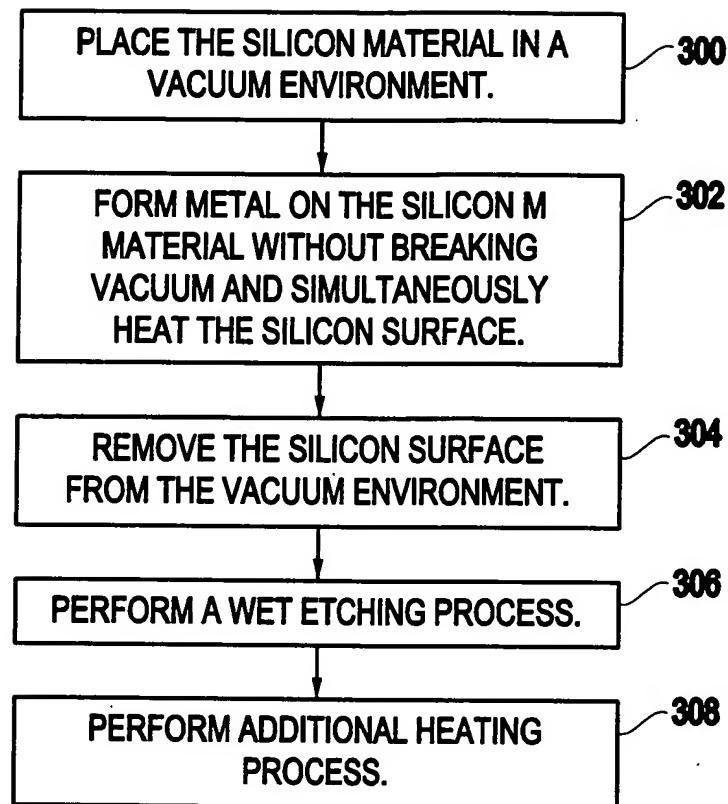 PLACE THE SILICON MATERIAL IN A
VACUUM ENVIRONMENT.
300
FORM METAL ON THE SILICON M
MATERIAL WITHOUT BREAKING
VACUUM AND SIMULTANEOUSLY
HEAT THE SILICON SURFACE.
302
REMOVE THE SILICON SURFACE
FROM THE VACUUM ENVIRONMENT.
304
PERFORM A WET ETCHING PROCESS.
306
PERFORM ADDITIONAL HEATING
PROCESS.
308